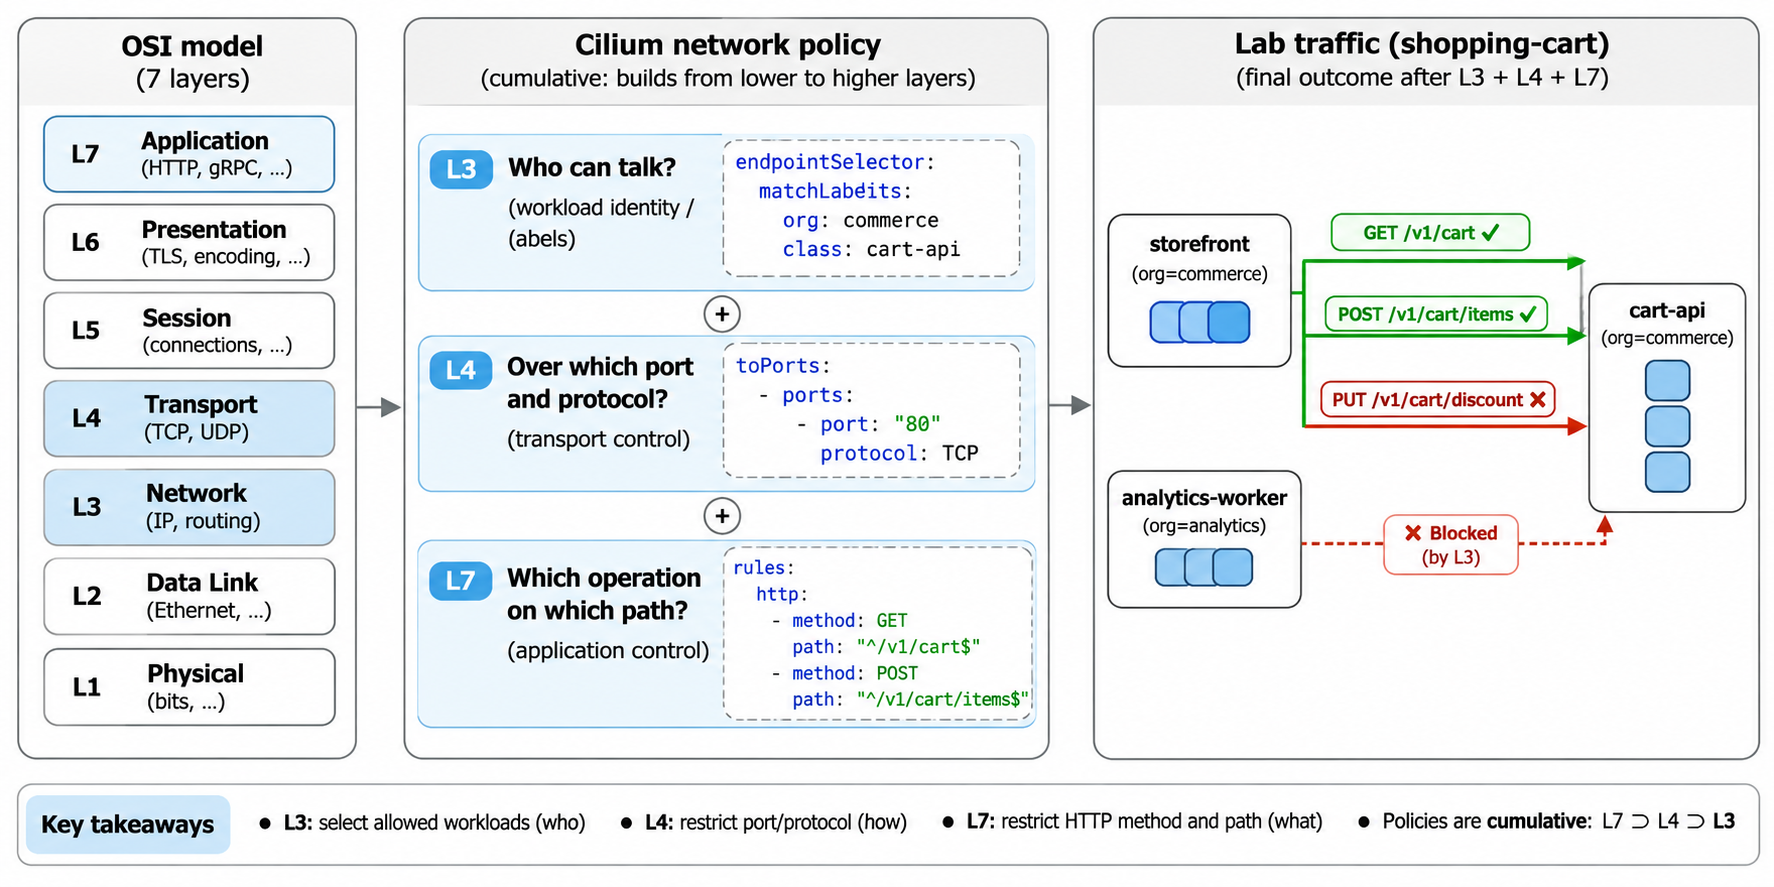 OSI model
(7 layers)
L7
Application
(HTTP, gRPC, ...)
L6
Presentation
(TLS, encoding, ...)
L5
Session
(connections, ...)
L4
Transport
(TCP, UDP)
L3
Network
(IP, routing)
L2
Data Link
(Ethernet, ...)
L1
Physical
(bits, ...)
Cilium network policy
(cumulative: builds from lower to higher layers)
L3
Who can talk?
(workload identity /
(abels)
endpointSelector:
org: commerce
class: cart-api
+
L4
Over which port
and protocol?
(transport control)
toPorts:
- ports:
- port: "80"
protocol: TCP
+
L7
Which operation
on which path?
(application control)
rules:
http:
- method: GET
path: "^/v1/cart$"
- method: POST
path: "^/v1/cart/items$"
Lab traffic (shopping-cart)
(final outcome after L3 + L4 + L7)
storefront
(org=commerce)
GET /v1/cart ✓
POST /v1/cart/items ✓
PUT /v1/cart/discount ✗
cart-api
(org=commerce)
analytics-worker
(org=analytics)
✗ Blocked
(by L3)
Key takeaways
● L3: select allowed workloads (who)
● L4: restrict port/protocol (how)
● L7: restrict HTTP method and path (what)
● Policies are cumulative: L7 ⊃ L4 ⊃ L3